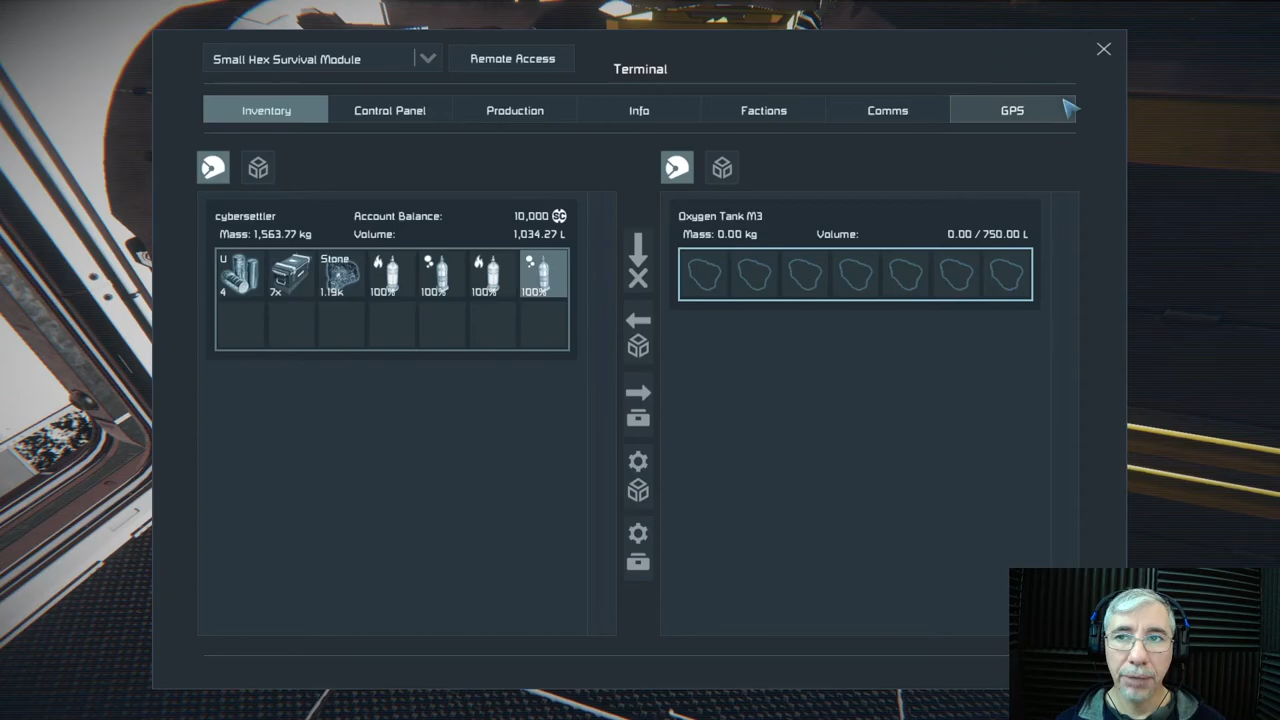 Small Hex Survival Module
Remote Access
Terminal
Inventory
Control Panel
Production
Info
Factions
Comms
GPS
cybersettler
Account Balance:
10,000 SC
Mass: 1,563.77 kg
Volume:
1,034.27 L
U
4
7x
Stone
1.19k
100%
100%
100%
100%
Oxygen Tank M3
Mass: 0.00 kg
Volume:
0.00 / 750.00 L